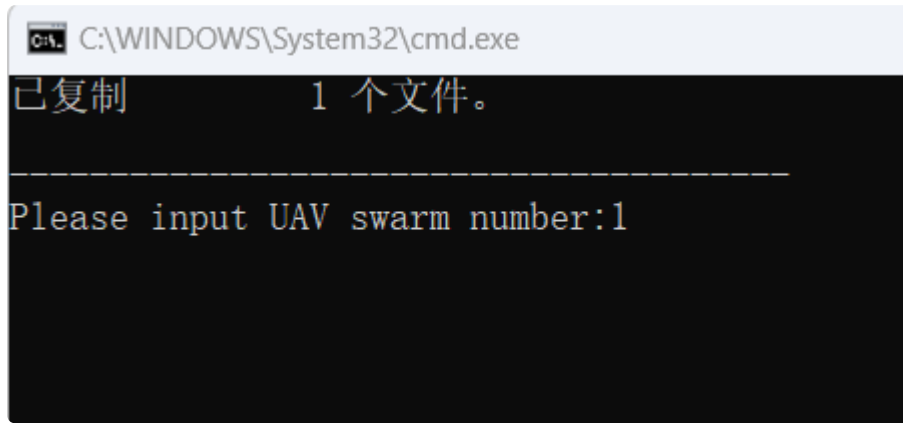 C:\WINDOWS\System32\cmd.exe
已复制         1 个文件。
---------------------------------------
Please input UAV swarm number:1